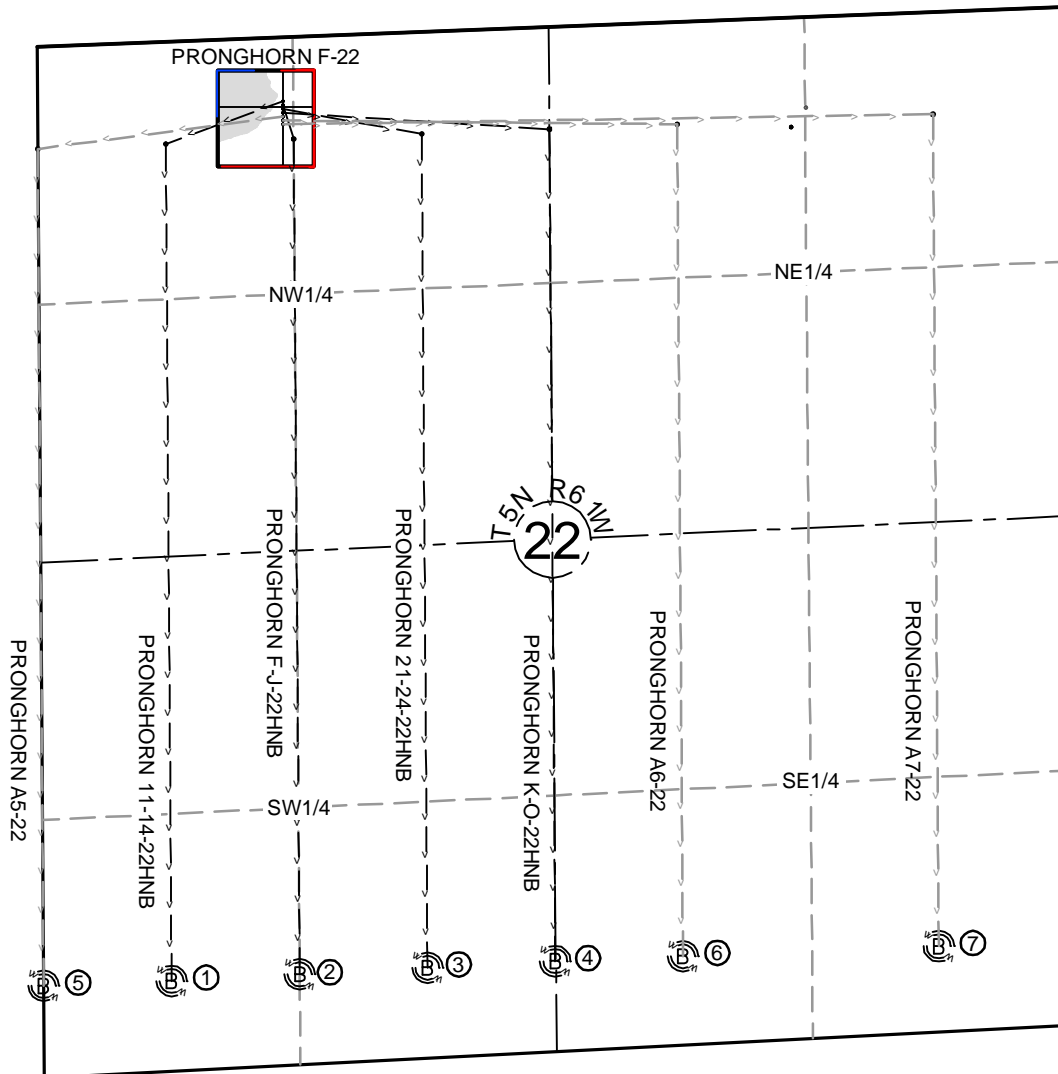 PRONGHORN F-22
NE1/4
NW1/4
T 5N R61W
22
PRONGHORN A5-22
PRONGHORN 11-14-22HNB
PRONGHORN F-J-22HNB
PRONGHORN 21-24-22HNB
PRONGHORN K-O-22HNB
PRONGHORN A6-22
PRONGHORN A7-22
SE1/4
SW1/4
B 5
B 1
B 2
B 3
B 4
B 6
B 7